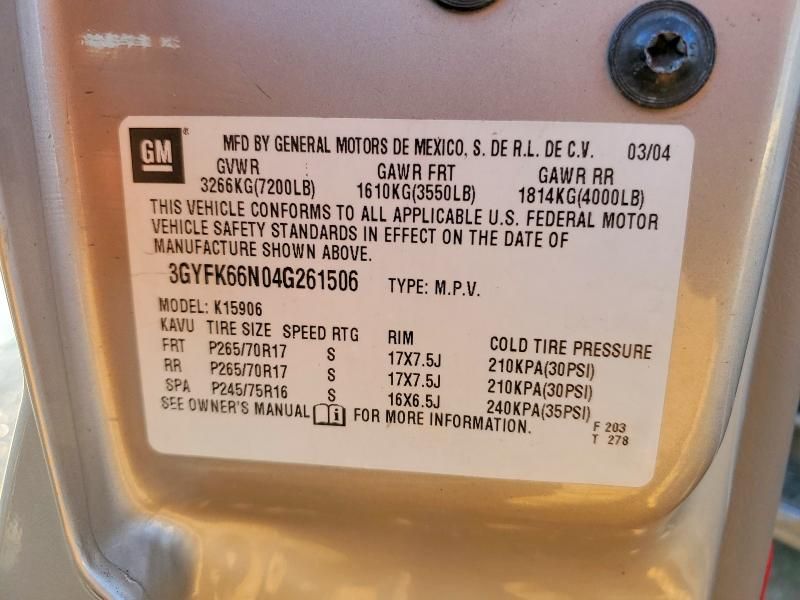 GM® MFD BY GENERAL MOTORS DE MEXICO, S. DE R.L. DE C.V. 03/04
GVWR GAWR FRT GAWR RR
3266KG(7200LB) 1610KG(3550LB) 1814KG(4000LB)
THIS VEHICLE CONFORMS TO ALL APPLICABLE U.S. FEDERAL MOTOR
VEHICLE SAFETY STANDARDS IN EFFECT ON THE DATE OF
MANUFACTURE SHOWN ABOVE.
3GYFK66N04G261506 TYPE: M.P.V.
MODEL: K15906
KAVU TIRE SIZE SPEED RTG RIM COLD TIRE PRESSURE
FRT P265/70R17 S 17X7.5J 210KPA(30PSI)
RR P265/70R17 S 17X7.5J 210KPA(30PSI)
SPA P245/75R16 S 16X6.5J 240KPA(35PSI)
SEE OWNER'S MANUAL i FOR MORE INFORMATION.
F 203
T 278